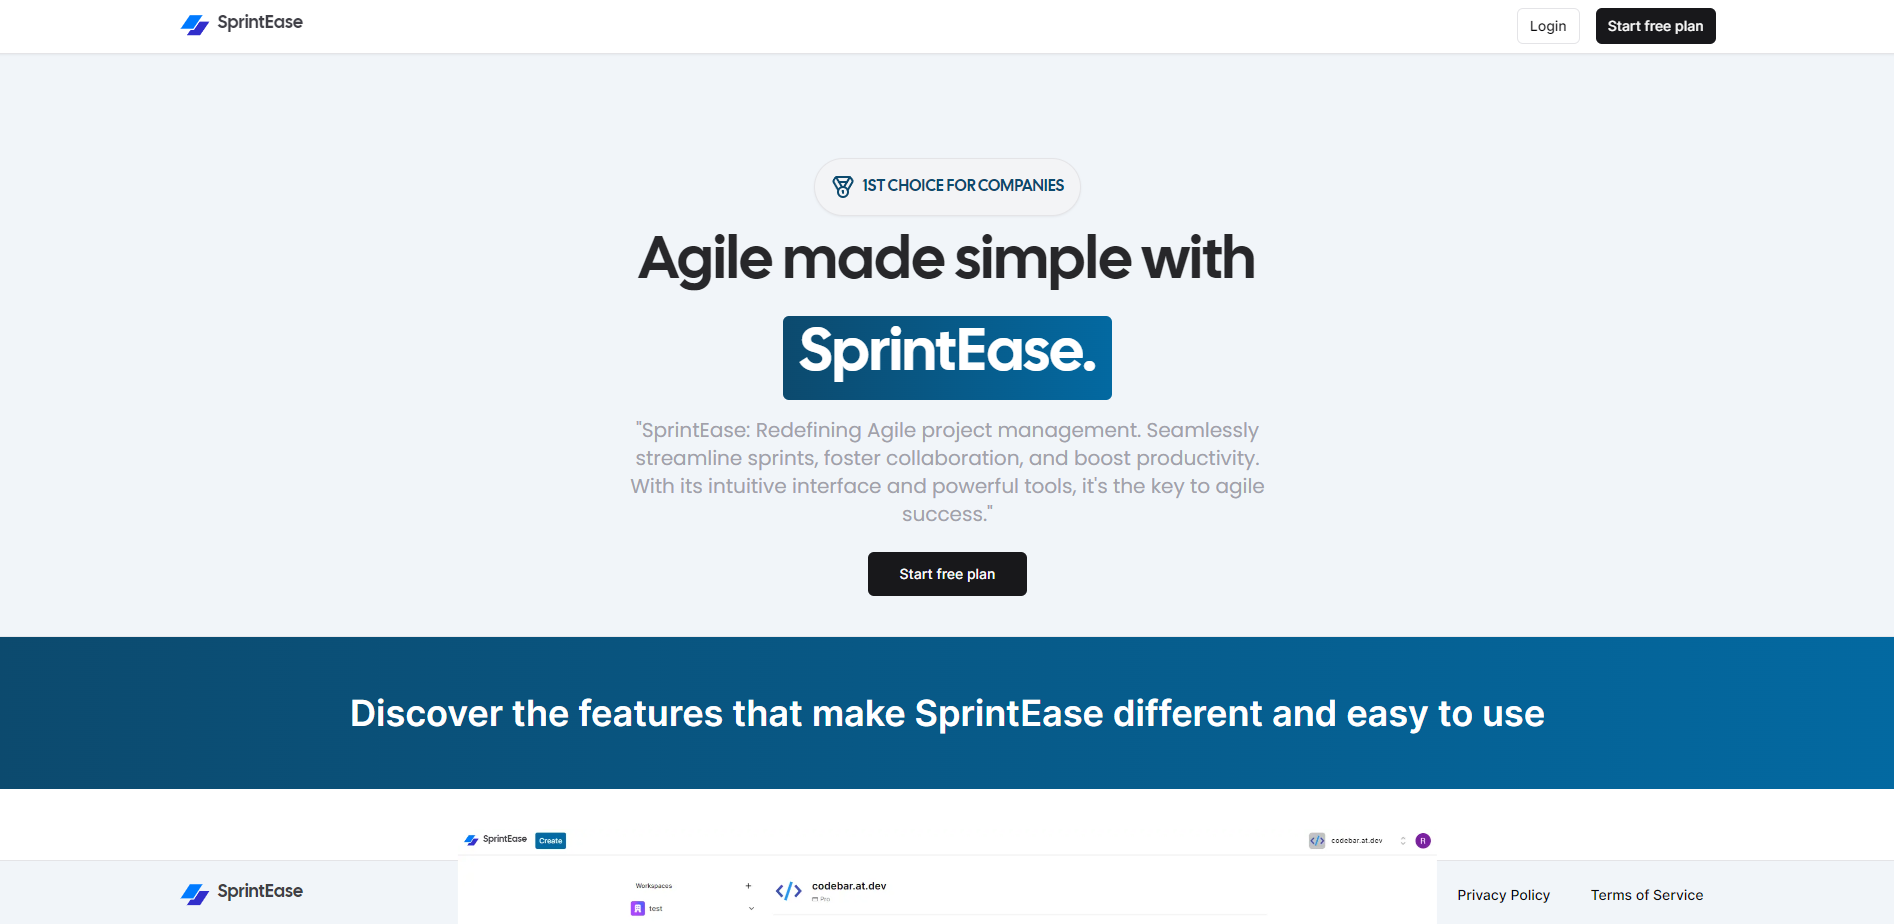 SprintEase
Login
Start free plan
1ST CHOICE FOR COMPANIES
Agile made simple with
SprintEase.
"SprintEase: Redefining Agile project management. Seamlessly
streamline sprints, foster collaboration, and boost productivity.
With its intuitive interface and powerful tools, it's the key to agile
success."
Start free plan
Discover the features that make SprintEase different and easy to use
SprintEase
Create
codebar.at.dev
R
Workspaces
+
codebar.at.dev
Pro
test
SprintEase
Privacy Policy
Terms of Service